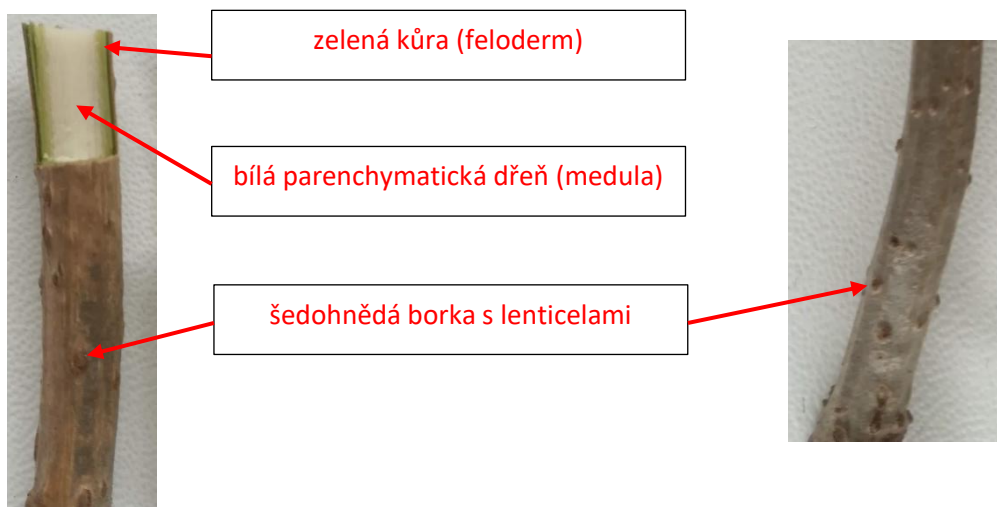 zelená kůra (feloderm)
bílá parenchymatická dřeň (medula)
šedohnědá borka s lenticelami